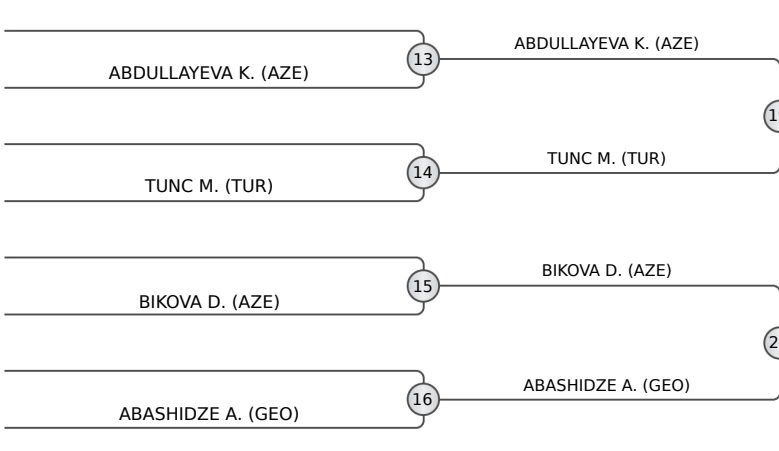 ABDULLAYEVA K. (AZE)
13
ABDULLAYEVA K. (AZE)
TUNC M. (TUR)
14
TUNC M. (TUR)
BIKOVA D. (AZE)
15
BIKOVA D. (AZE)
ABASHIDZE A. (GEO)
16
ABASHIDZE A. (GEO)